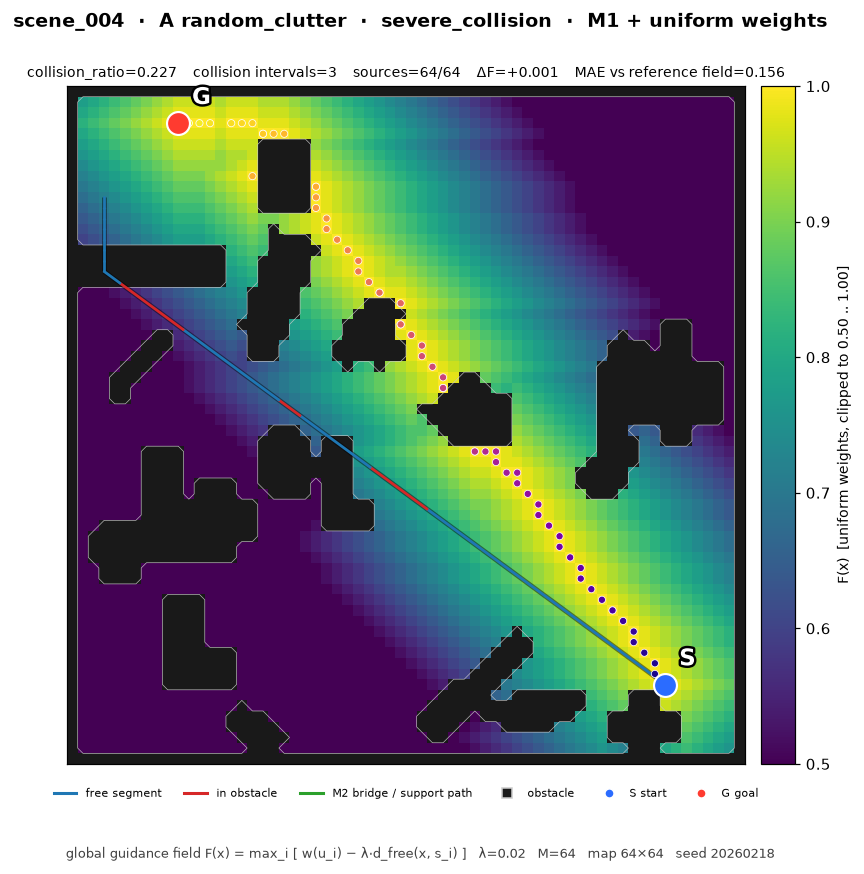 scene_004 · A random_clutter · severe_collision · M1 + uniform weights
collision_ratio=0.227 collision intervals=3 sources=64/64 ΔF=+0.001 MAE vs reference field=0.156
G
S
1.0
0.9
0.8
0.7
0.6
0.5
F(x) [uniform weights, clipped to 0.50 .. 1.00]
free segment
in obstacle
M2 bridge / support path
obstacle
S start
G goal
global guidance field F(x) = max_i [ w(u_i) − λ·d_free(x, s_i) ] λ=0.02 M=64 map 64×64 seed 20260218